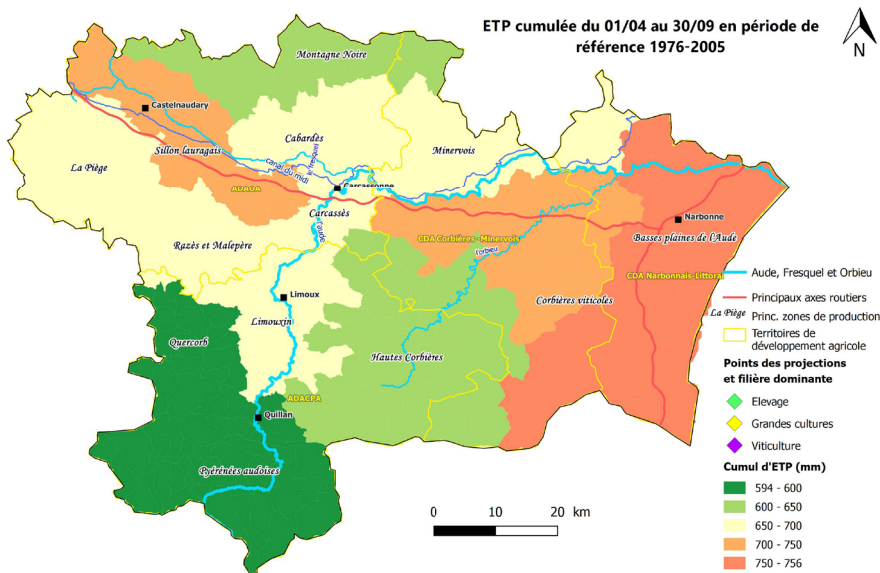 ETP cumulée du 01/04 au 30/09 en période de
référence 1976-2005
N
Montagne Noire
Castelnaudary
Cabardès
Minervois
La Piège
Sillon lauragais
canal du midi
le fresquel
ADAOA
Carcassonne
Carcassès
l'aude
Narbonne
Razès et Malepère
CDA Corbières - Minervois
Basses plaines de l'Aude
l'orbieu
CDA Narbonnais-Littoral
Limoux
Limouxin
Corbières viticoles
Quercorb
Hautes Corbières
ADACPA
Quillan
Pyérénées audoises
Aude, Fresquel et Orbieu
Principaux axes routiers
La Piège Princ. zones de production
Territoires de
développement agricole
Points des projections
et filière dominante
Elevage
Grandes cultures
Viticulture
Cumul d'ETP (mm)
594 - 600
600 - 650
650 - 700
700 - 750
750 - 756
0 10 20 km